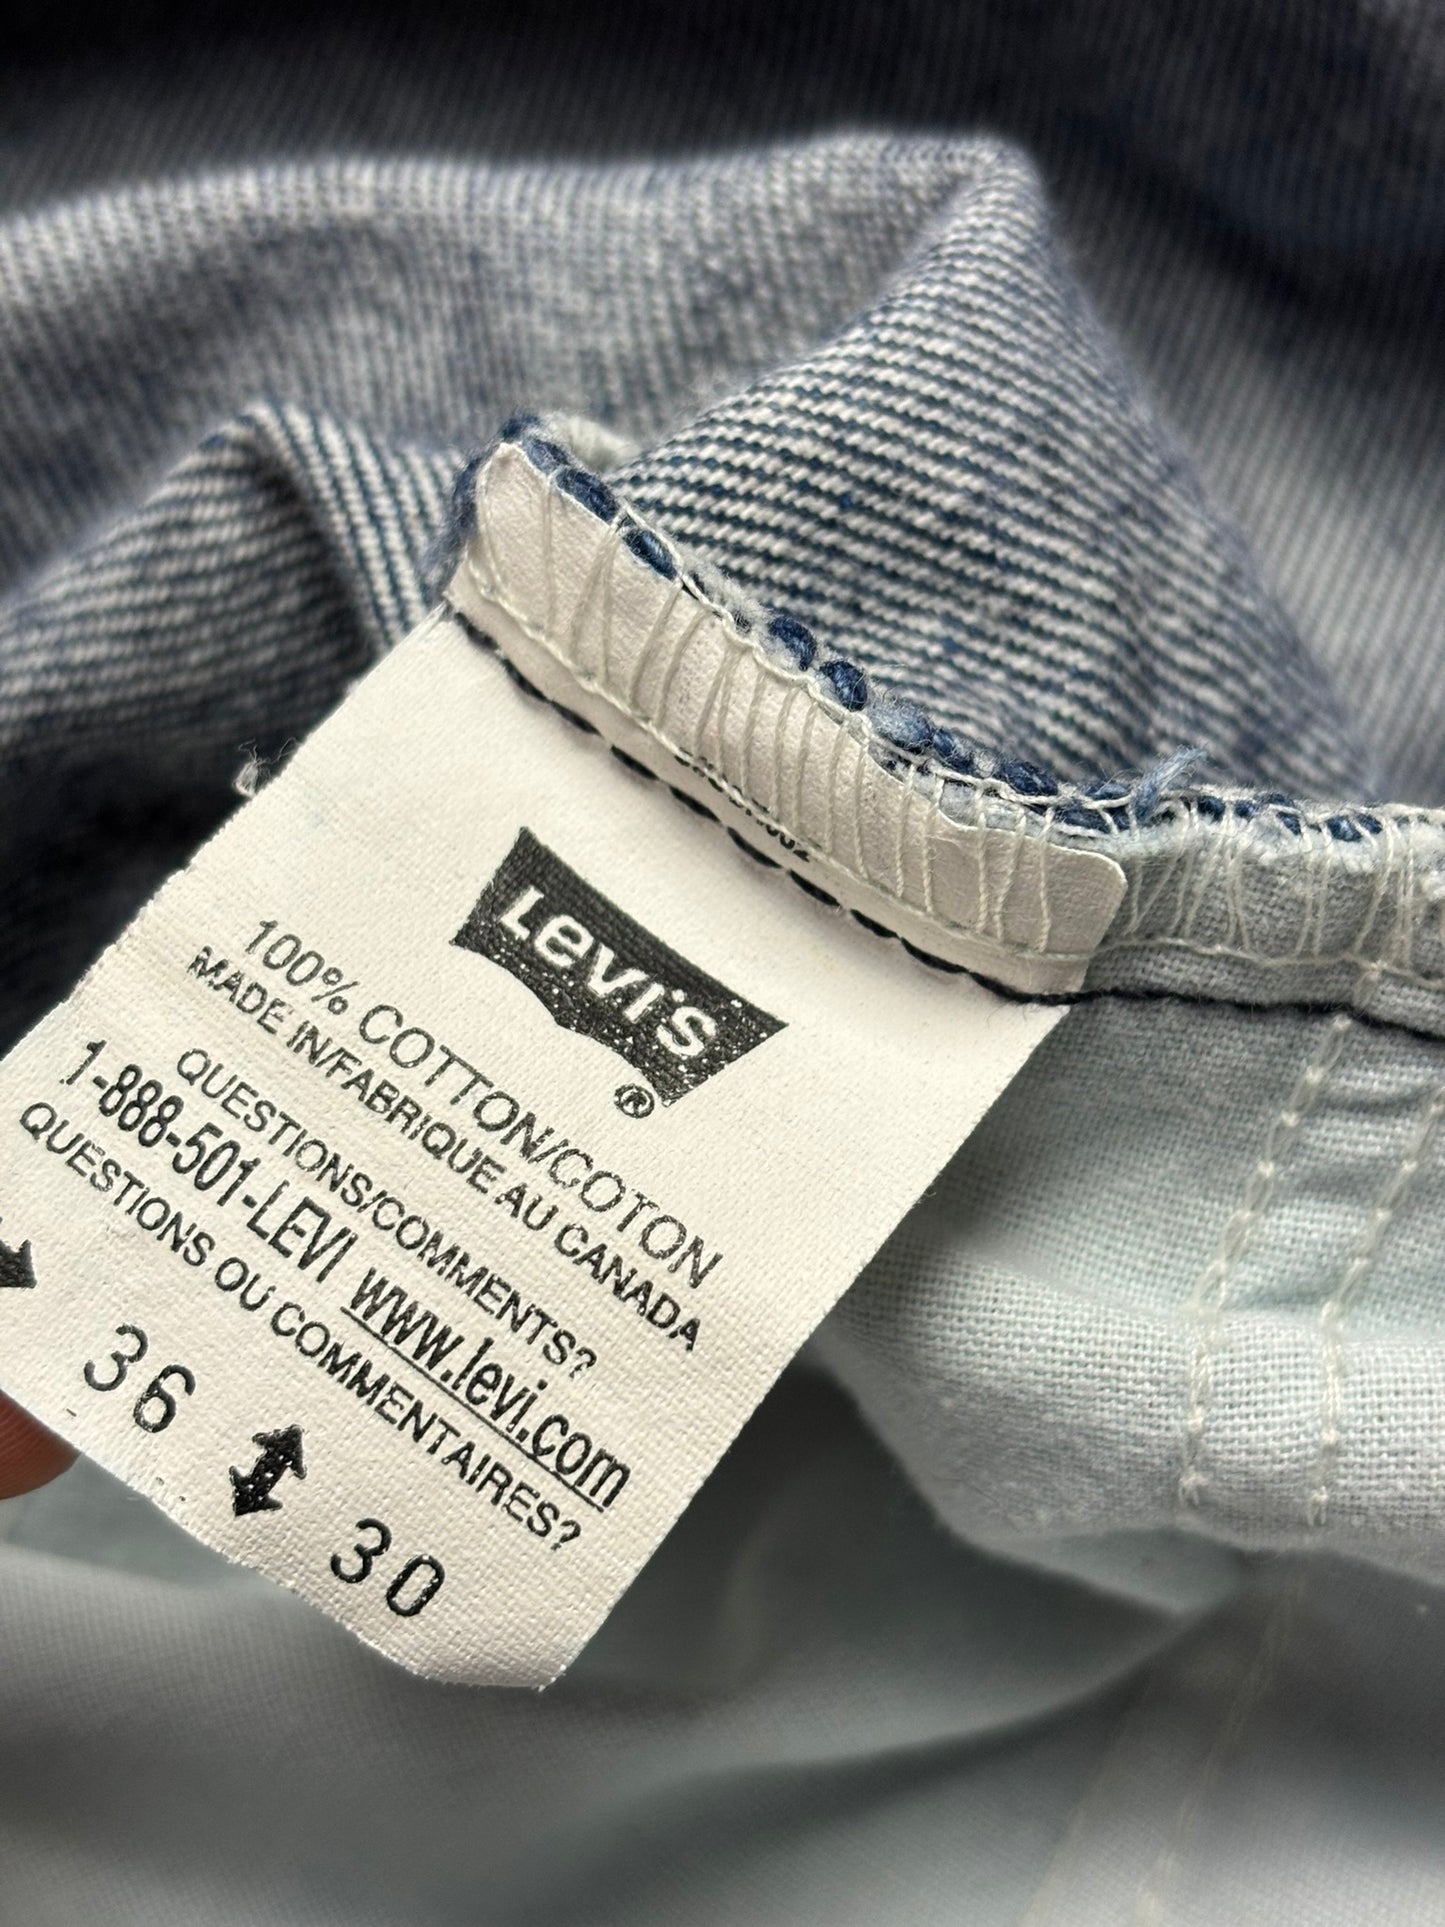 Levi's®
100% COTTON/COTON
MADE IN/FABRIQUE AU CANADA
QUESTIONS/COMMENTS?
1-888-501-LEVI www.levi.com
QUESTIONS OU COMMENTAIRES?
36 30